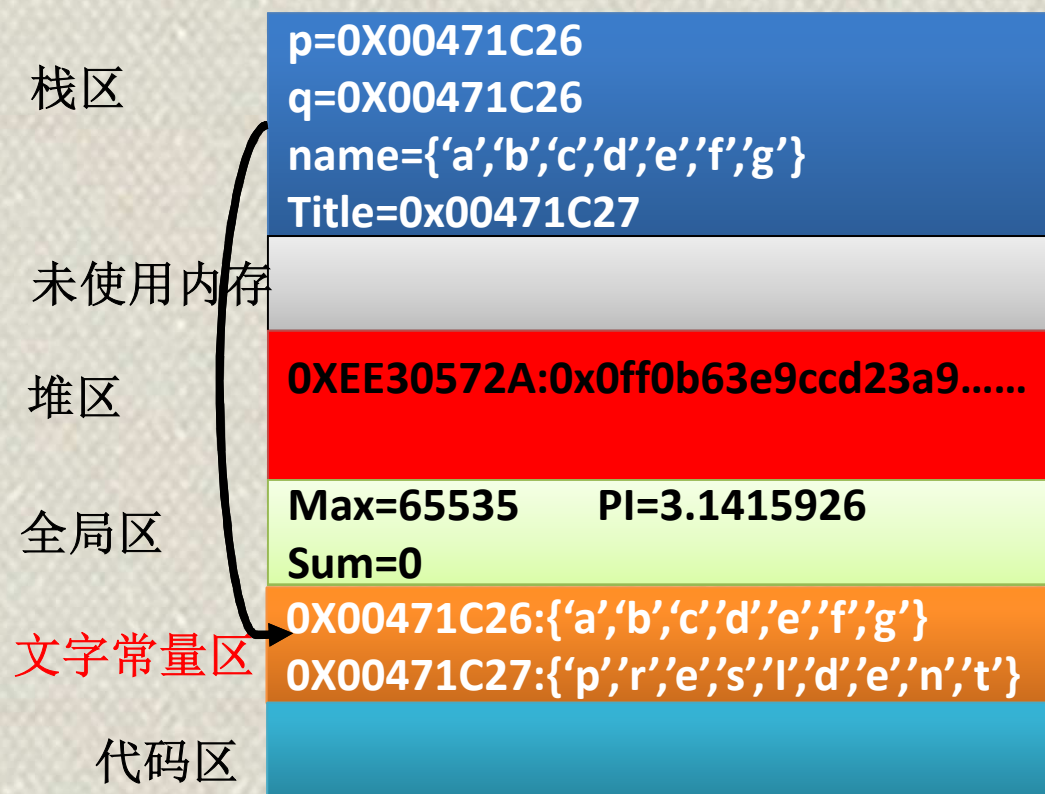 栈区
p=0X00471C26
q=0X00471C26
name={‘a’,‘b’,‘c’,’d’,’e’,’f’,’g’}
Title=0x00471C27
未使用内存
堆区
0XEE30572A:0x0ff0b63e9ccd23a9……
全局区
Max=65535 PI=3.1415926
Sum=0
文字常量区
0X00471C26:{‘a’,‘b’,‘c’,’d’,’e’,’f’,’g’}
0X00471C27:{‘p’,’r’,’e’,’s’,’I’,’d’,’e’,’n’,’t’}
代码区